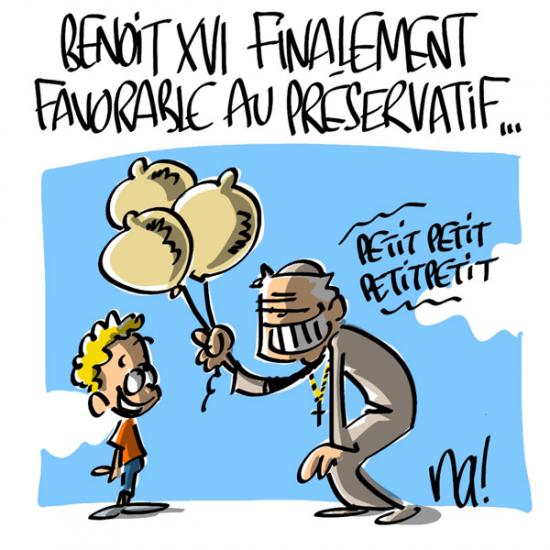 BENOÎT XVI FINALEMENT
FAVORABLE AU PRÉSERVATIF...
PETIT PETIT
PETITPETIT
na!